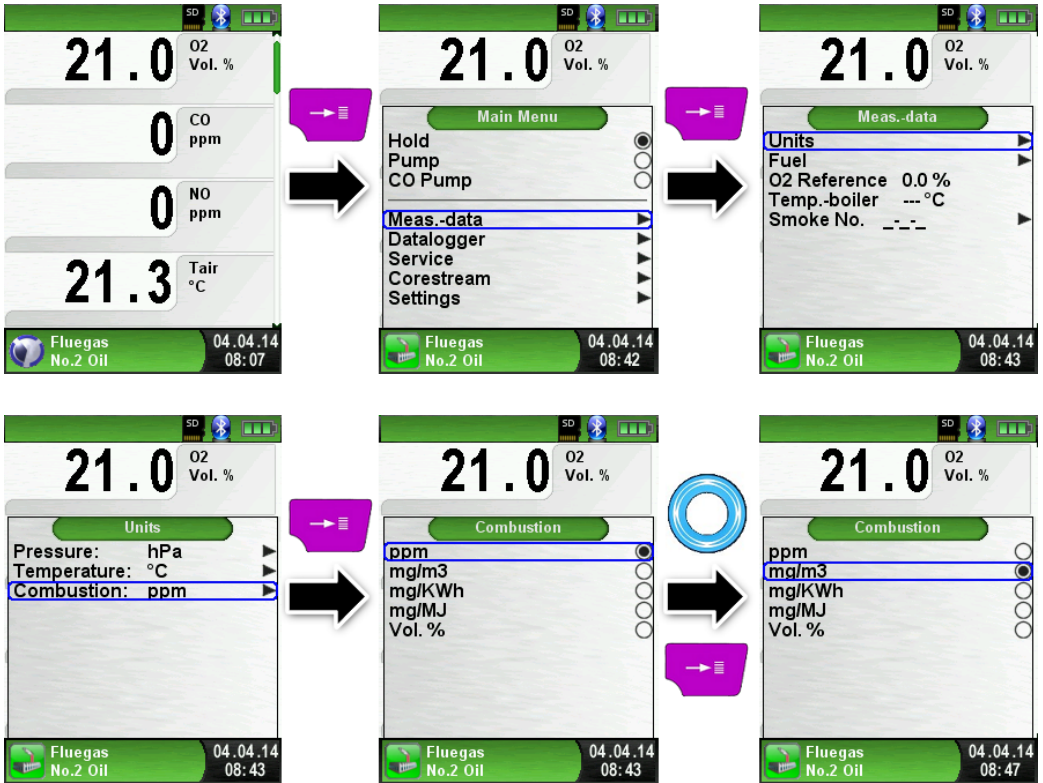 SD
21.0 O2 Vol. %
0 CO ppm
0 NO ppm
21.3 Tair °C
Fluegas 04.04.14
No.2 Oil 08:07
SD
21.0 O2 Vol. %
Main Menu
Hold
Pump
CO Pump
Meas.-data
Datalogger
Service
Corestream
Settings
Fluegas 04.04.14
No.2 Oil 08:42
SD
21.0 O2 Vol. %
Meas.-data
Units
Fuel
O2 Reference 0.0 %
Temp.-boiler ---°C
Smoke No. _-_-_
Fluegas 04.04.14
No.2 Oil 08:43
SD
21.0 O2 Vol. %
Units
Pressure: hPa
Temperature: °C
Combustion: ppm
Fluegas 04.04.14
No.2 Oil 08:43
SD
21.0 O2 Vol. %
Combustion
ppm
mg/m3
mg/KWh
mg/MJ
Vol. %
Fluegas 04.04.14
No.2 Oil 08:43
SD
21.0 O2 Vol. %
Combustion
ppm
mg/m3
mg/KWh
mg/MJ
Vol. %
Fluegas 04.04.14
No.2 Oil 08:47